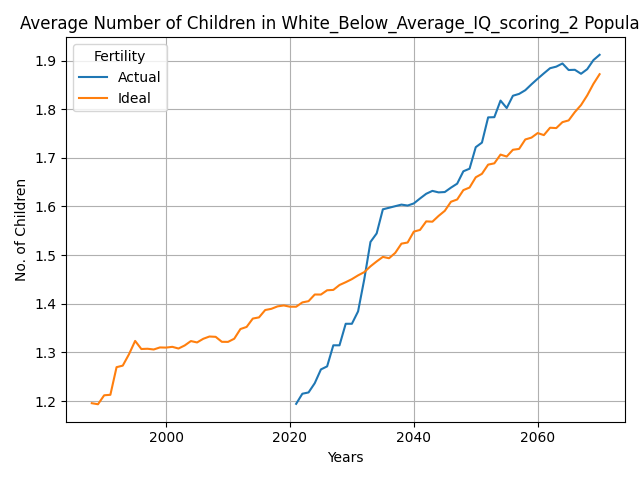 Average Number of Children in White_Below_Average_IQ_scoring_2 Popula
Fertility
Actual
Ideal
1.9
1.8
1.7
1.6
1.5
1.4
1.3
1.2
No. of Children
2000 2020 2040 2060
Years